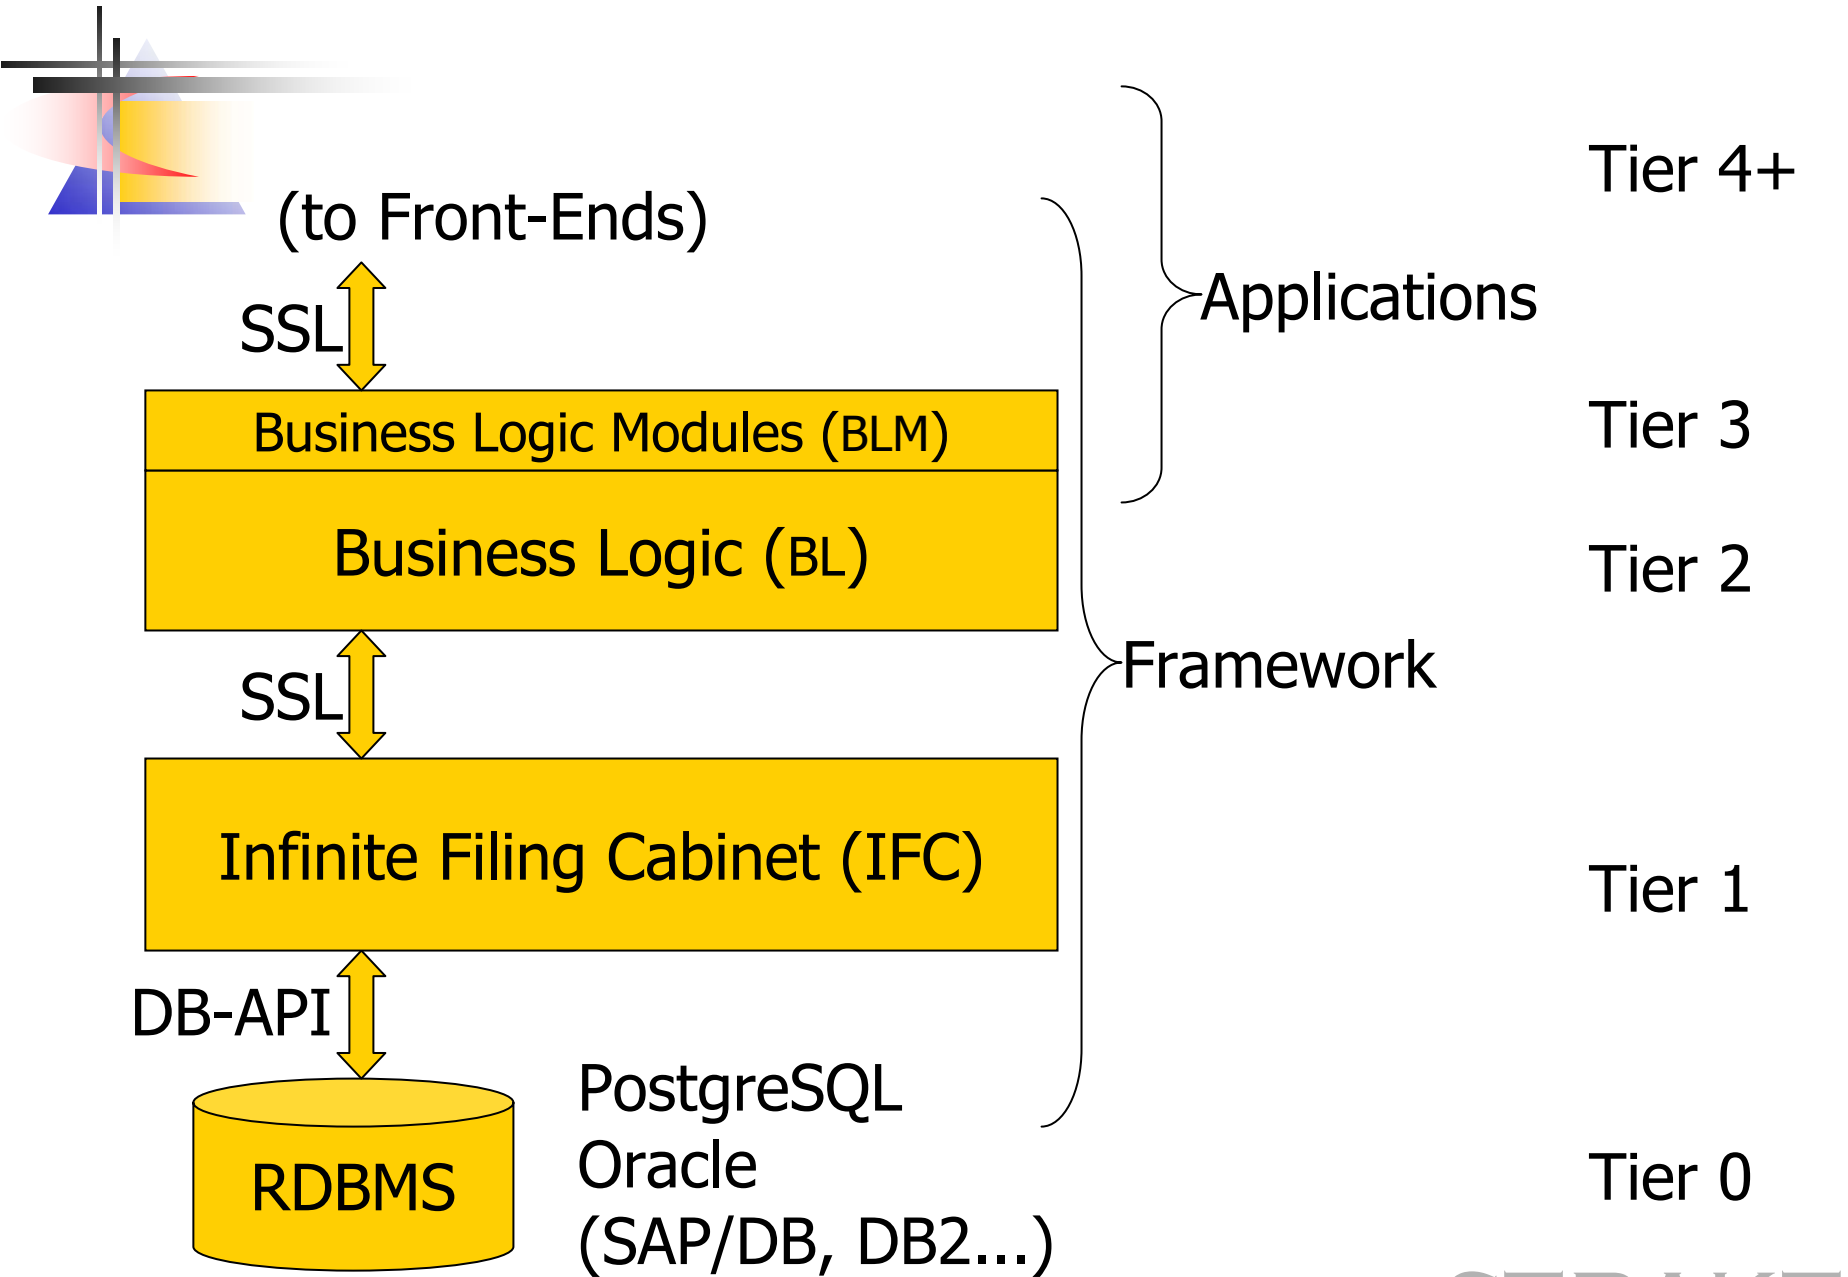 Tier 4+
(to Front-Ends)
Applications
SSL
Tier 3
Business Logic Modules (BLM)
Business Logic (BL)
Tier 2
Framework
SSL
Infinite Filing Cabinet (IFC)
Tier 1
DB-API
PostgreSQL
Oracle
(SAP/DB, DB2...)
RDBMS
Tier 0